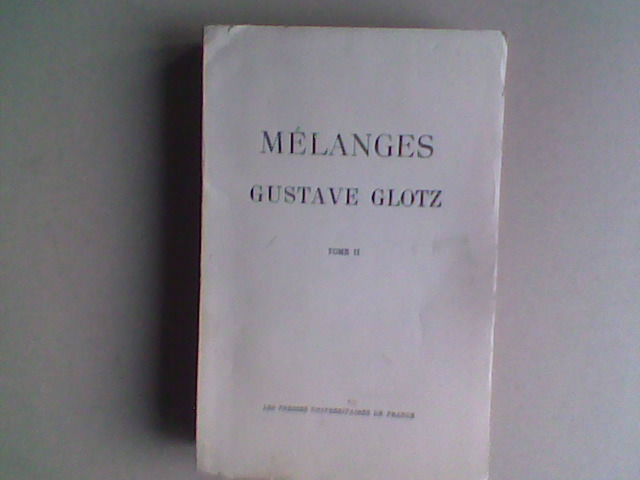 MÉLANGES
GUSTAVE GLOTZ
TOME II
LES PRESSES UNIVERSITAIRES DE FRANCE